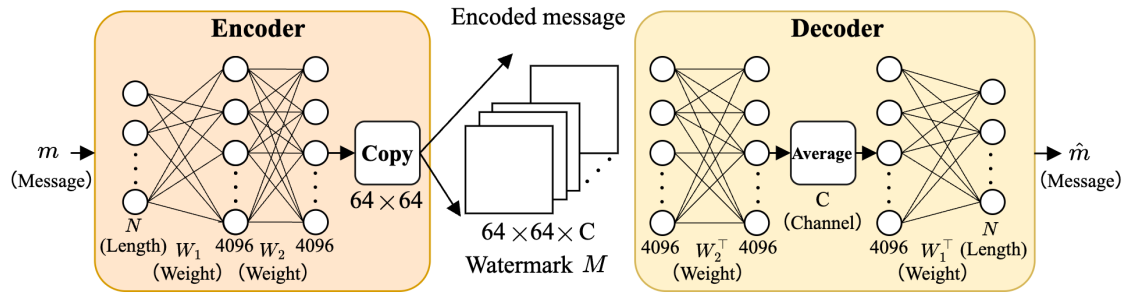 Encoder
Encoded message
Decoder
m
(Message)
Copy
64 × 64
N
(Length)
W₁
(Weight)
4096
W₂
(Weight)
4096
64 × 64 × C
Watermark M
Average
C
(Channel)
4096
W₂⊤
(Weight)
4096
4096
W₁⊤
(Weight)
N
(Length)
m̂
(Message)